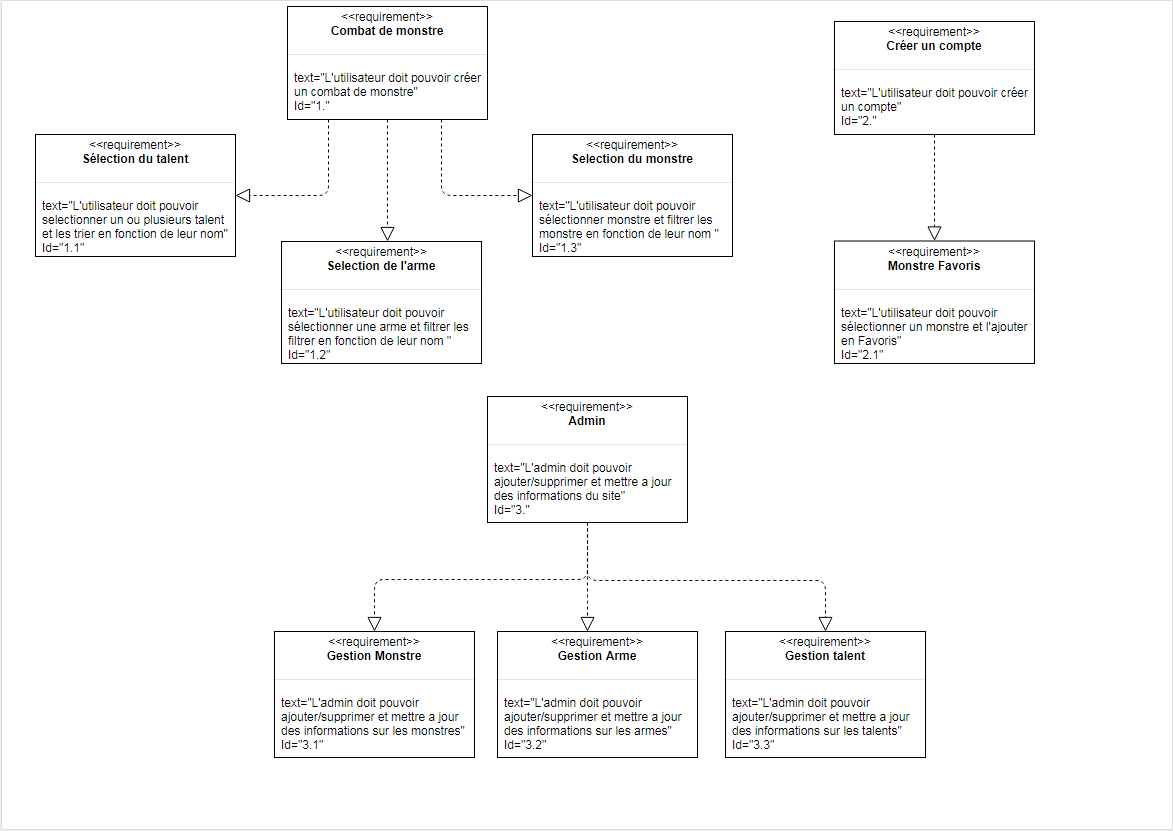 <<requirement>>
Combat de monstre
text="L'utilisateur doit pouvoir créer
un combat de monstre"
Id="1."
<<requirement>>
Créer un compte
text="L'utilisateur doit pouvoir créer
un compte"
Id="2."
<<requirement>>
Sélection du talent
text="L'utilisateur doit pouvoir
selectionner un ou plusieurs talent
et les trier en fonction de leur nom"
Id="1.1"
<<requirement>>
Selection du monstre
text="L'utilisateur doit pouvoir
sélectionner monstre et filtrer les
monstre en fonction de leur nom "
Id="1.3"
<<requirement>>
Selection de l'arme
text="L'utilisateur doit pouvoir
sélectionner une arme et filtrer les
filtrer en fonction de leur nom "
Id="1.2"
<<requirement>>
Monstre Favoris
text="L'utilisateur doit pouvoir
sélectionner un monstre et l'ajouter
en Favoris"
Id="2.1"
<<requirement>>
Admin
text="L'admin doit pouvoir
ajouter/supprimer et mettre a jour
des informations du site"
Id="3."
<<requirement>>
Gestion Monstre
text="L'admin doit pouvoir
ajouter/supprimer et mettre a jour
des informations sur les monstres"
Id="3.1"
<<requirement>>
Gestion Arme
text="L'admin doit pouvoir
ajouter/supprimer et mettre a jour
des informations sur les armes"
Id="3.2"
<<requirement>>
Gestion talent
text="L'admin doit pouvoir
ajouter/supprimer et mettre a jour
des informations sur les talents"
Id="3.3"